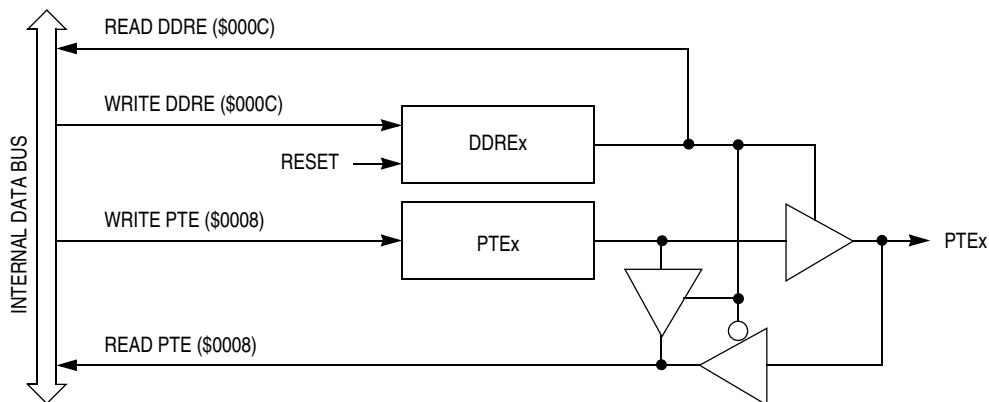 READ DDRE ($000C)
WRITE DDRE ($000C)
DDREx
RESET
INTERNAL DATA BUS
WRITE PTE ($0008)
PTEx
PTEx
READ PTE ($0008)